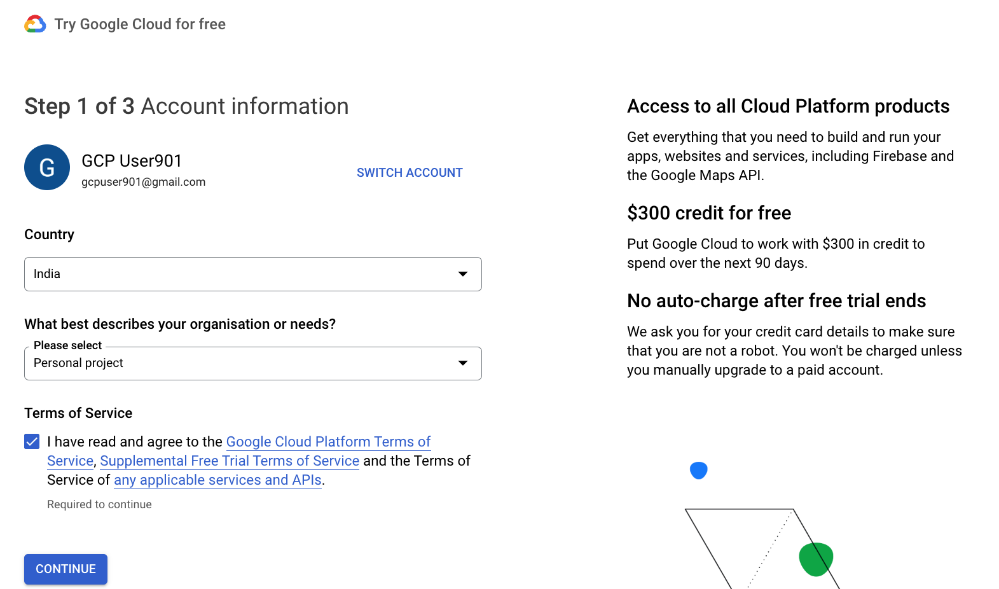 Try Google Cloud for free
Step 1 of 3 Account information
G
GCP User901
gcpuser901@gmail.com
SWITCH ACCOUNT
Country
India
What best describes your organisation or needs?
Please select
Personal project
Terms of Service
I have read and agree to the Google Cloud Platform Terms of
Service, Supplemental Free Trial Terms of Service and the Terms of
Service of any applicable services and APIs.
Required to continue
CONTINUE
Access to all Cloud Platform products
Get everything that you need to build and run your
apps, websites and services, including Firebase and
the Google Maps API.
$300 credit for free
Put Google Cloud to work with $300 in credit to
spend over the next 90 days.
No auto-charge after free trial ends
We ask you for your credit card details to make sure
that you are not a robot. You won't be charged unless
you manually upgrade to a paid account.